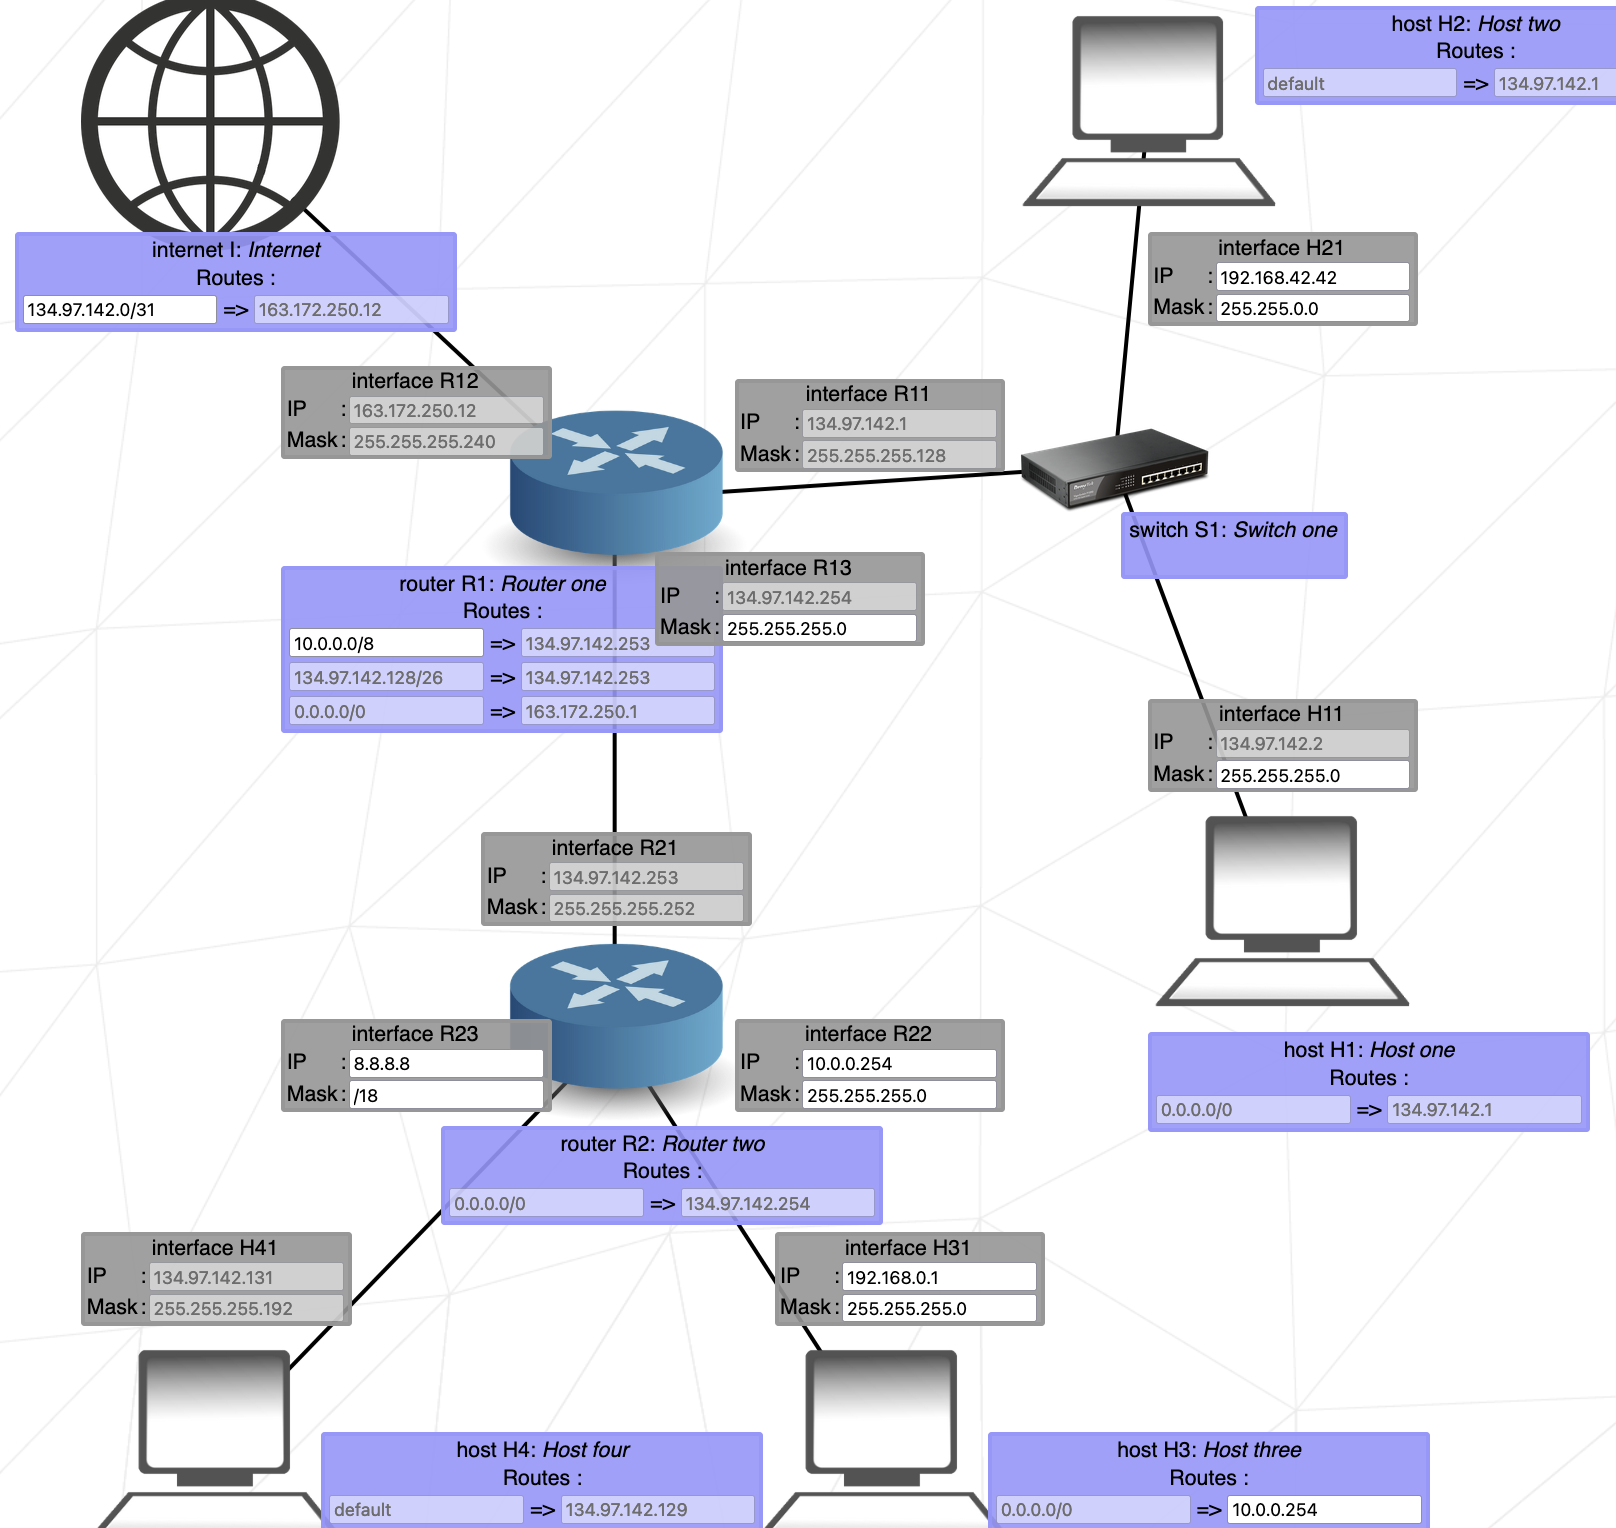 host H2: Host two
Routes :
default => 134.97.142.1
internet I: Internet
Routes :
134.97.142.0/31 => 163.172.250.12
interface H21
IP : 192.168.42.42
Mask : 255.255.0.0
interface R12
IP : 163.172.250.12
Mask : 255.255.255.240
interface R11
IP : 134.97.142.1
Mask : 255.255.255.128
switch S1: Switch one
interface R13
IP : 134.97.142.254
Mask : 255.255.255.0
router R1: Router one
Routes :
10.0.0.0/8 => 134.97.142.253
134.97.142.128/26 => 134.97.142.253
0.0.0.0/0 => 163.172.250.1
interface H11
IP : 134.97.142.2
Mask : 255.255.255.0
interface R21
IP : 134.97.142.253
Mask : 255.255.255.252
interface R23
IP : 8.8.8.8
Mask : /18
interface R22
IP : 10.0.0.254
Mask : 255.255.255.0
host H1: Host one
Routes :
0.0.0.0/0 => 134.97.142.1
router R2: Router two
Routes :
0.0.0.0/0 => 134.97.142.254
interface H41
IP : 134.97.142.131
Mask : 255.255.255.192
interface H31
IP : 192.168.0.1
Mask : 255.255.255.0
host H4: Host four
Routes :
default => 134.97.142.129
host H3: Host three
Routes :
0.0.0.0/0 => 10.0.0.254